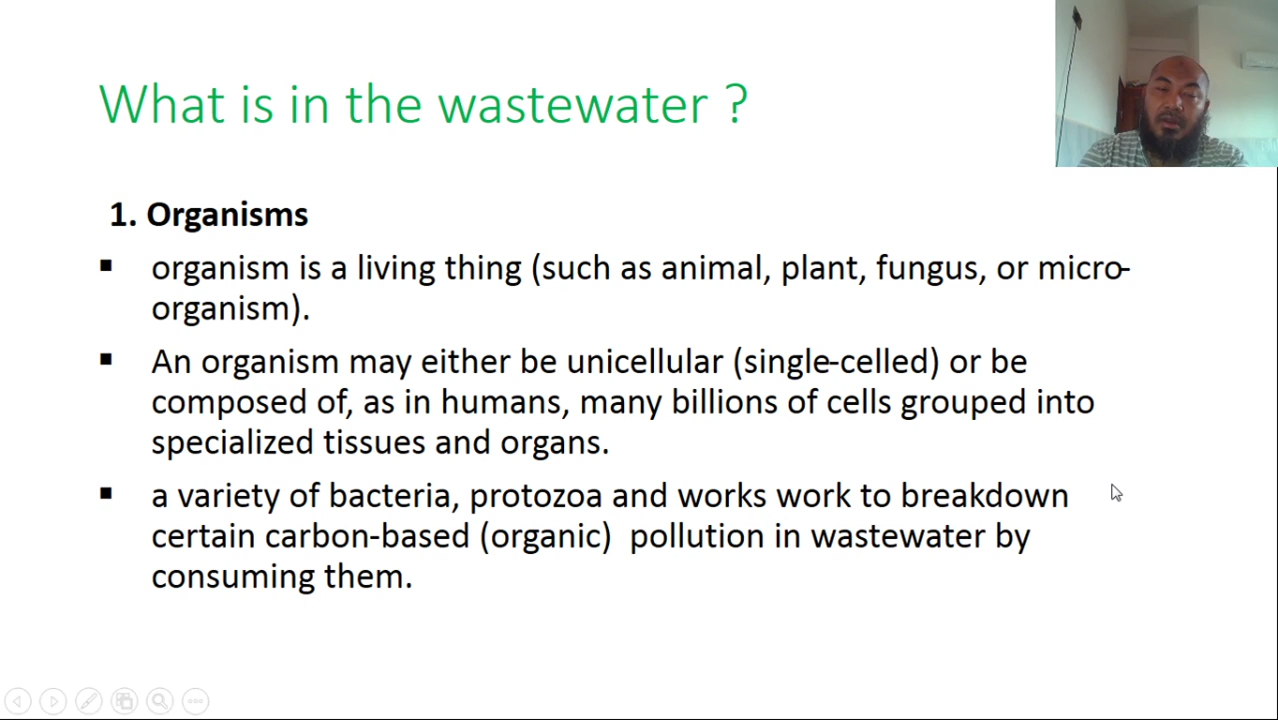 What is in the wastewater ?
1. Organisms
▪ organism is a living thing (such as animal, plant, fungus, or micro-
organism).
▪ An organism may either be unicellular (single-celled) or be
composed of, as in humans, many billions of cells grouped into
specialized tissues and organs.
▪ a variety of bacteria, protozoa and works work to breakdown
certain carbon-based (organic)  pollution in wastewater by
consuming them.